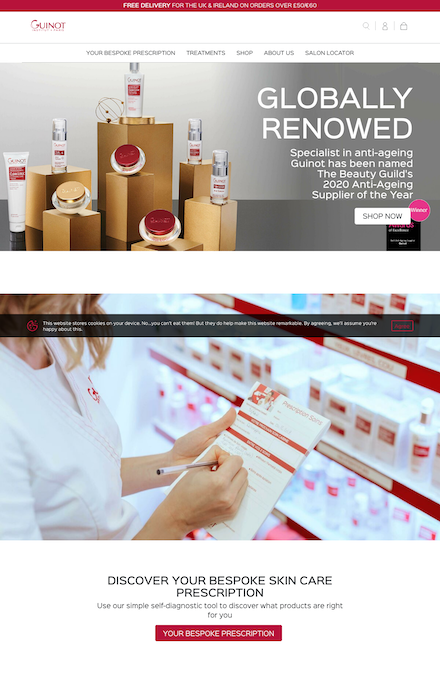 FREE DELIVERY FOR THE UK & IRELAND ON ORDERS OVER £50/€60
GUINOT
YOUR BESPOKE PRESCRIPTION TREATMENTS SHOP ABOUT US SALON LOCATOR
GLOBALLY
RENOWED
Specialist in anti-ageing
Guinot has been named
The Beauty Guild's
2020 Anti-Ageing
Supplier of the Year
SHOP NOW
Winner
Awards
of Excellence
GUINOT
This website stores cookies on your device. No...you can't eat them! But they do help make this website remarkable. By agreeing, we'll assume you're
happy about this.
Prescription Soins
DISCOVER YOUR BESPOKE SKIN CARE
PRESCRIPTION
Use our simple self-diagnostic tool to discover what products are right
for you
YOUR BESPOKE PRESCRIPTION